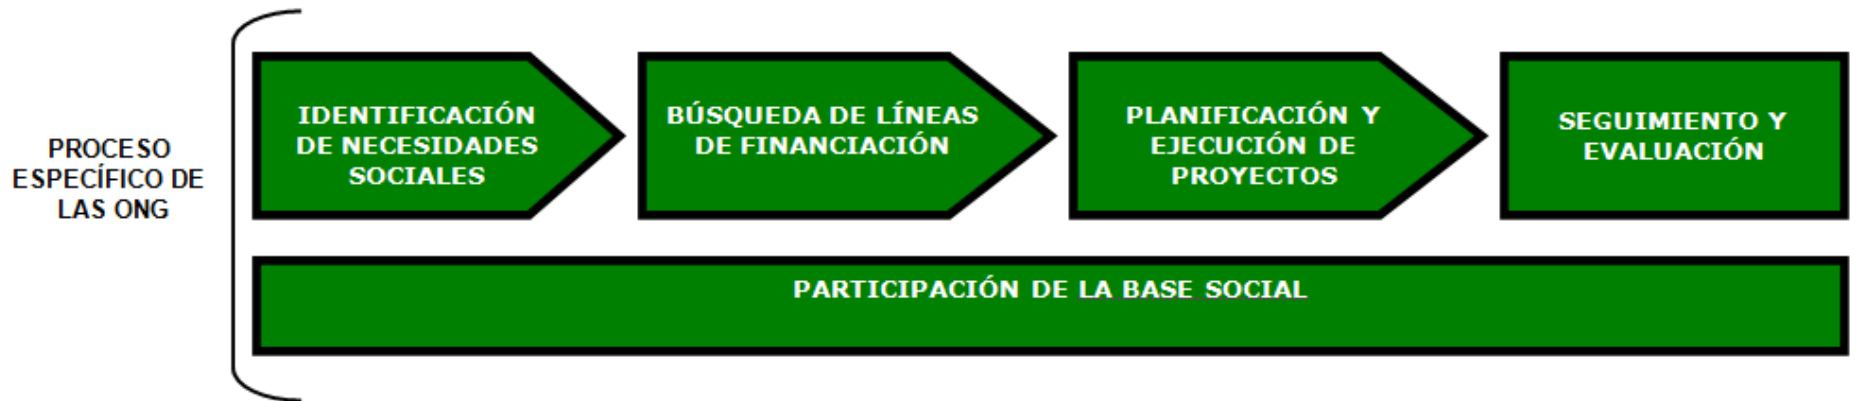 PROCESO
ESPECÍFICO DE
LAS ONG
IDENTIFICACIÓN
DE NECESIDADES
SOCIALES
BÚSQUEDA DE LÍNEAS
DE FINANCIACIÓN
PLANIFICACIÓN Y
EJECUCIÓN DE
PROYECTOS
SEGUIMIENTO Y
EVALUACIÓN
PARTICIPACIÓN DE LA BASE SOCIAL